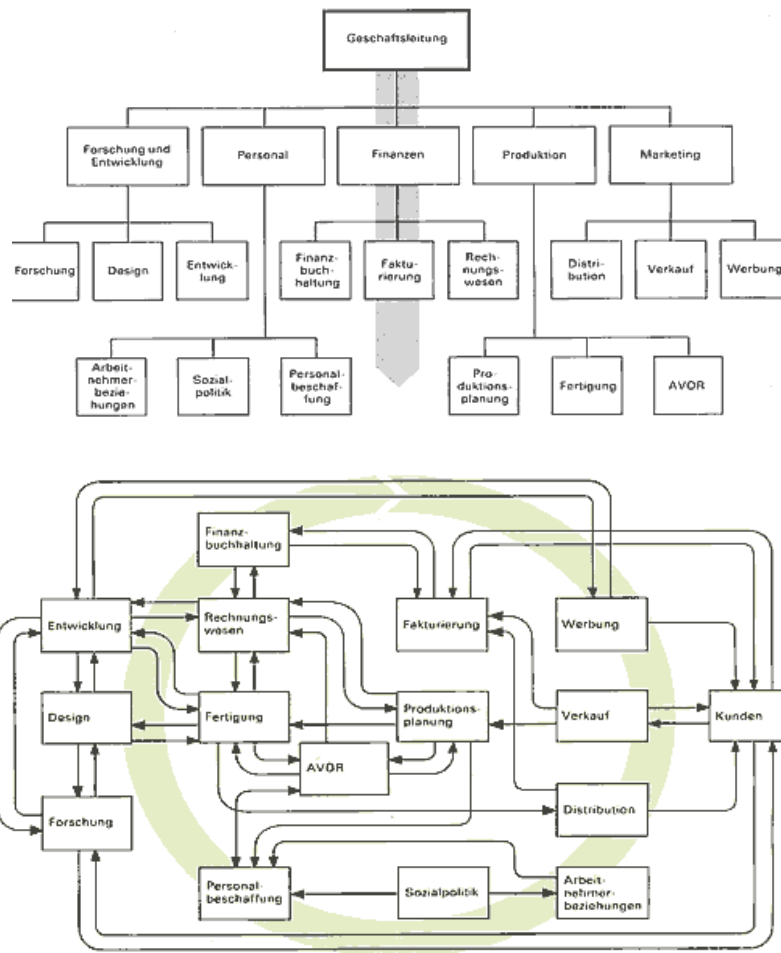 Geschäftsleitung
Forschung und
Entwicklung
Personal
Finanzen
Produktion
Marketing
Forschung
Design
Entwick-
lung
Finanz-
buch-
haltung
Faktu-
rierung
Rech-
nungs-
wesen
Distri-
bution
Verkauf
Werbung
Arbeit-
nehmer-
bezie-
hungen
Sozial-
politik
Personal-
beschaf-
fung
Pro-
duktions-
planung
Fertigung
AVOR
Finanz-
buchhaltung
Entwicklung
Rechnungs-
wesen
Fakturierung
Werbung
Design
Fertigung
Produktions-
planung
Verkauf
Kunden
AVOR
Forschung
Distribution
Personal-
beschaffung
Sozialpolitik
Arbeit-
nehmer-
beziehungen